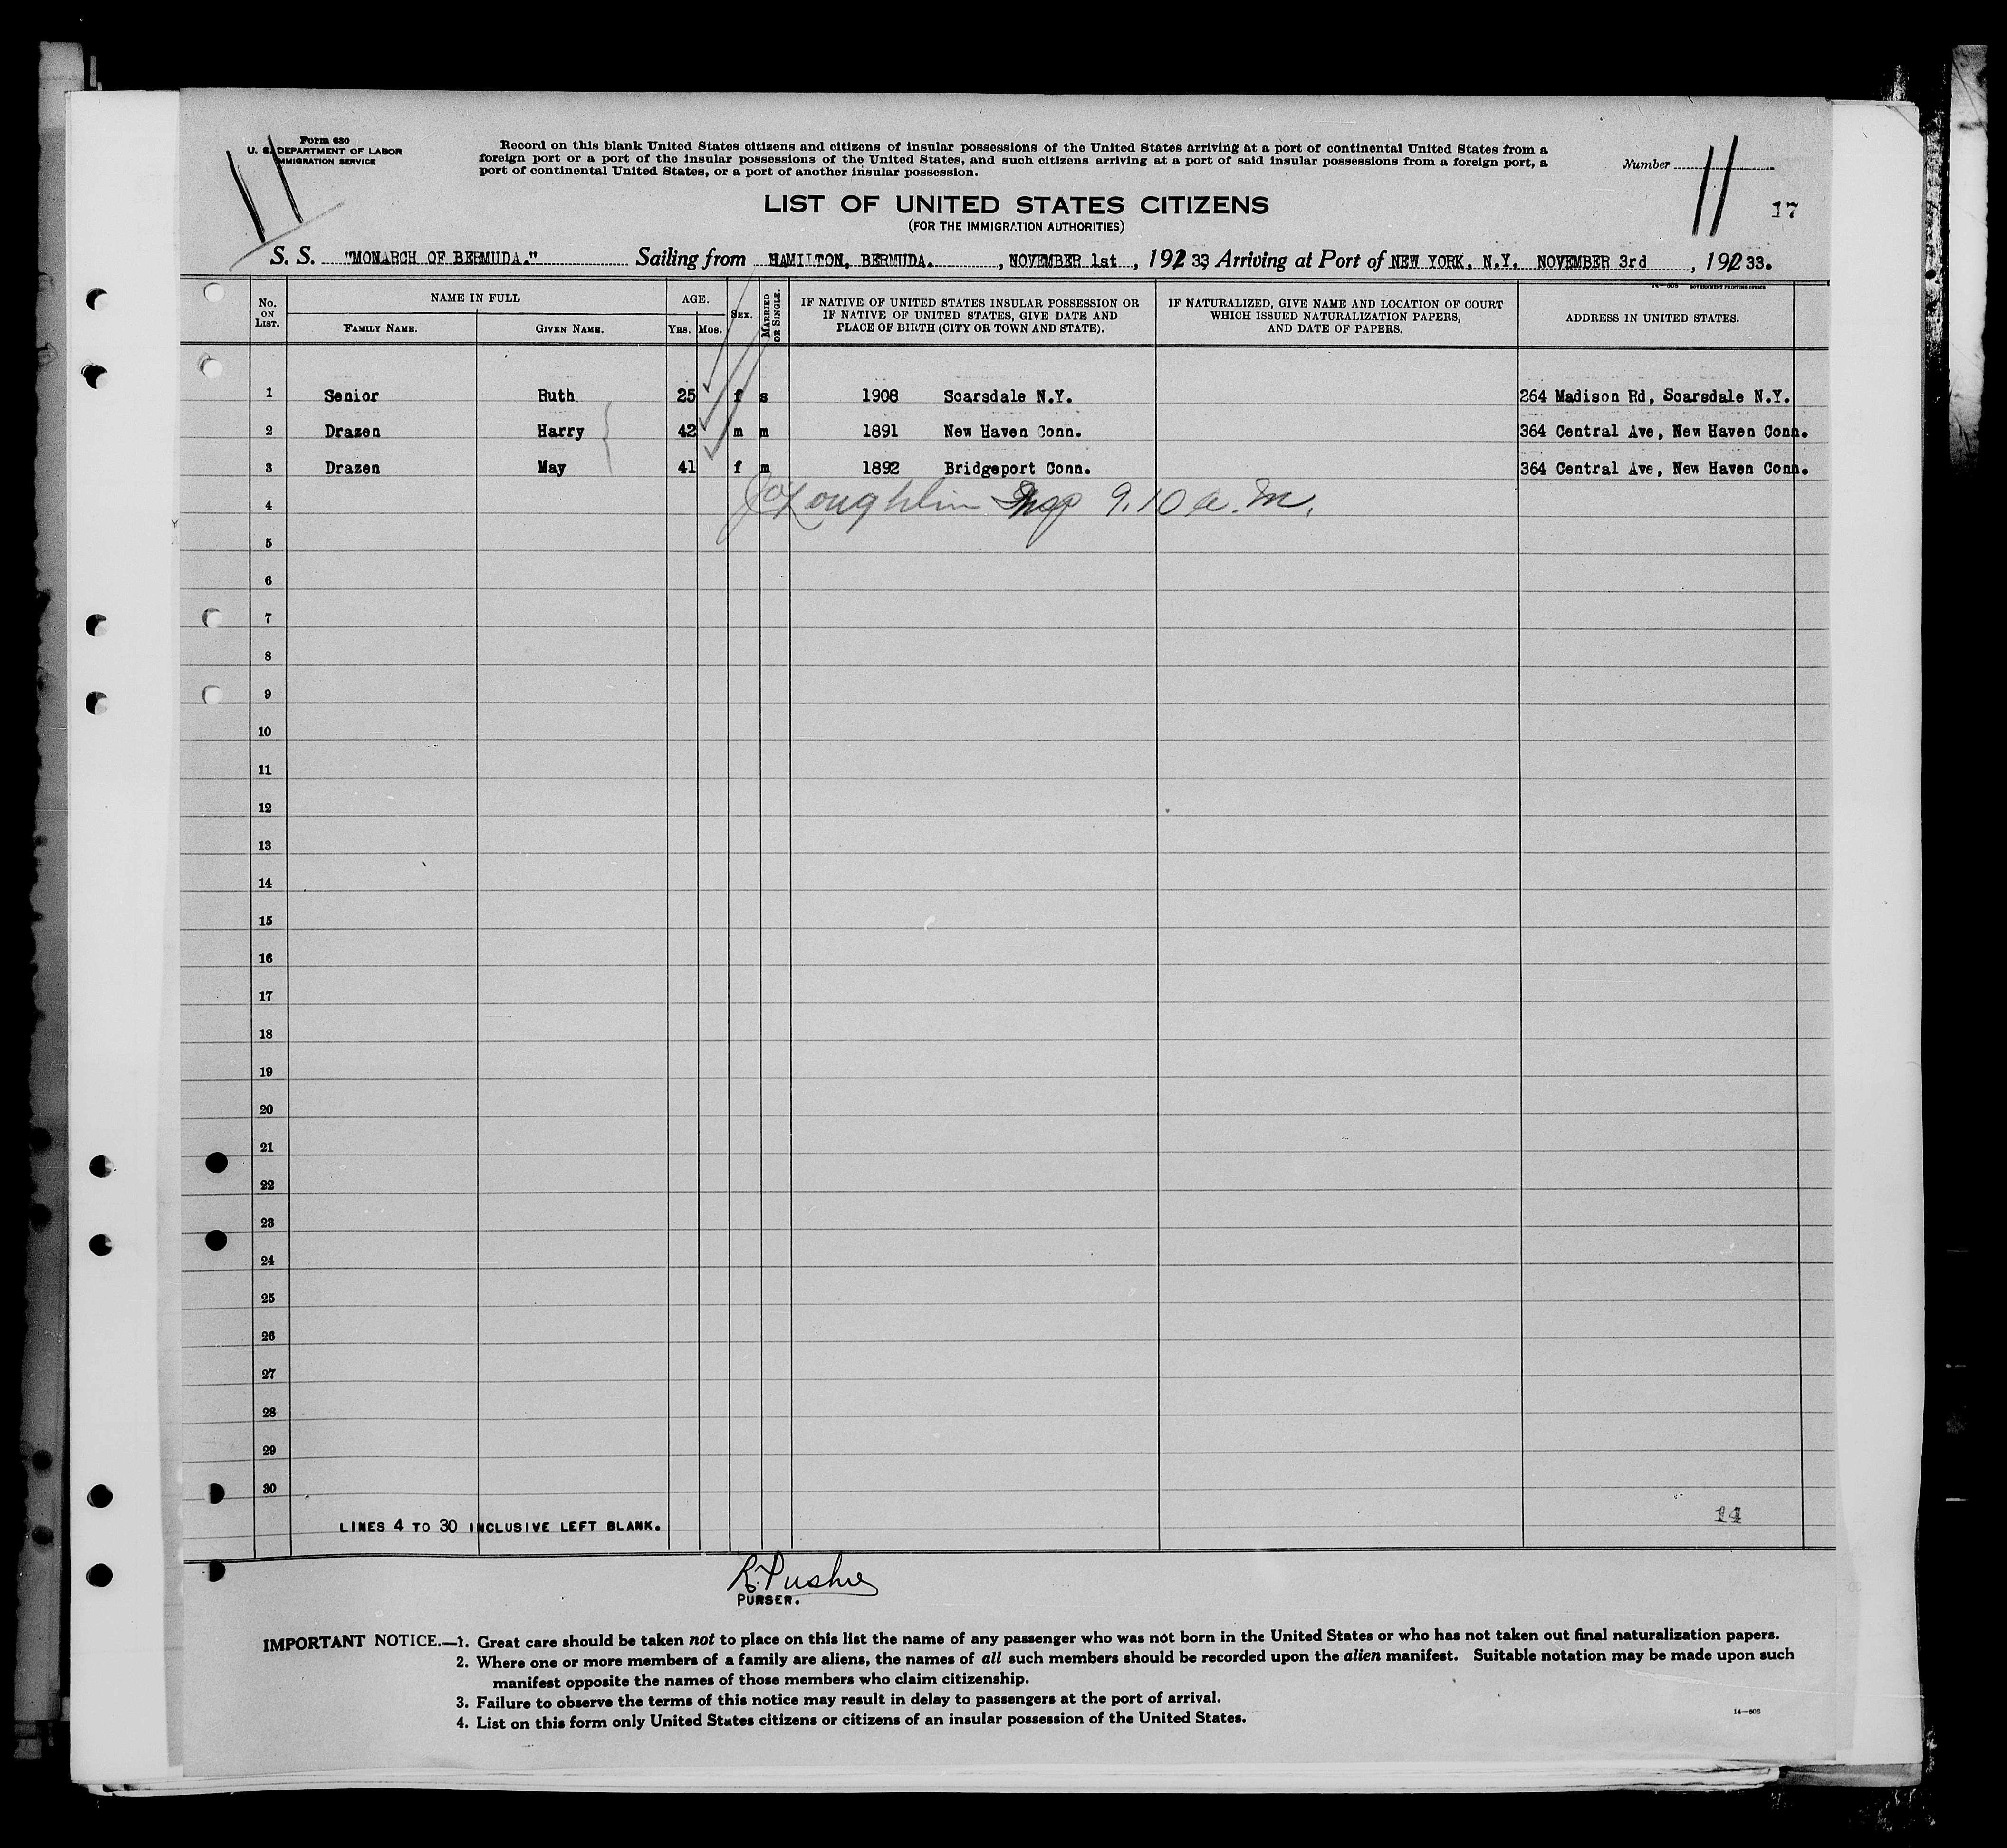 Form 630
U. S. DEPARTMENT OF LABOR
IMMIGRATION SERVICE
Record on this blank United States citizens and citizens of insular possessions of the United States arriving at a port of continental United States from a
foreign port or a port of the insular possessions of the United States, and such citizens arriving at a port of said insular possessions from a foreign port, a
port of continental United States, or a port of another insular possession.
Number
11
11
17
LIST OF UNITED STATES CITIZENS
(FOR THE IMMIGRATION AUTHORITIES)
S. S. "MONARCH OF BERMUDA." Sailing from HAMILTON, BERMUDA. , NOVEMBER 1st , 192 33, Arriving at Port of NEW YORK, N.Y. NOVEMBER 3rd , 192 33.
14—608 GOVERNMENT PRINTING OFFICE
No. ON LIST. NAME IN FULL FAMILY NAME. GIVEN NAME. AGE. YRS. MOS. SEX. MARRIED OR SINGLE. IF NATIVE OF UNITED STATES INSULAR POSSESSION OR IF NATIVE OF UNITED STATES, GIVE DATE AND PLACE OF BIRTH (CITY OR TOWN AND STATE). IF NATURALIZED, GIVE NAME AND LOCATION OF COURT WHICH ISSUED NATURALIZATION PAPERS, AND DATE OF PAPERS. ADDRESS IN UNITED STATES.
1 Senior Ruth 25 f s 1908 Scarsdale N.Y. 264 Madison Rd, Scarsdale N.Y.
2 Drazen Harry 42 m m 1891 New Haven Conn. 364 Central Ave, New Haven Conn.
3 Drazen May 41 f m 1892 Bridgeport Conn. 364 Central Ave, New Haven Conn.
4 JO'Loughlin Insp 9.10 a.m.
5
6
7
8
9
10
11
12
13
14
15
16
17
18
19
20
21
22
23
24
25
26
27
28
29
30
14
LINES 4 TO 30 INCLUSIVE LEFT BLANK.
PURSER.
IMPORTANT NOTICE.—1. Great care should be taken not to place on this list the name of any passenger who was not born in the United States or who has not taken out final naturalization papers.
2. Where one or more members of a family are aliens, the names of all such members should be recorded upon the alien manifest. Suitable notation may be made upon such
manifest opposite the names of those members who claim citizenship.
3. Failure to observe the terms of this notice may result in delay to passengers at the port of arrival.
4. List on this form only United States citizens or citizens of an insular possession of the United States.
14—608